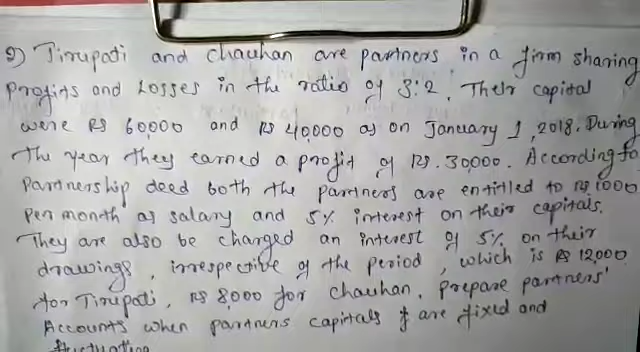 2) Tirupati and Chauhan are partners in a firm sharing
Profits and Losses in the ratio of 3:2. Their capital
were Rs 60000 and Rs 40,000 as on January 1, 2018. During
the year they earned a profit of Rs. 30,000. According to
Partnership deed both the partners are entitled to Rs 1000
per month as salary and 5% interest on their capitals.
They are also be charged an interest of 5% on their
drawings, irrespective of the period, which is Rs 12,000
for Tirupati, Rs 8000 for Chauhan. Prepare partners'
Accounts when partners capitals are fixed and
fluctuating